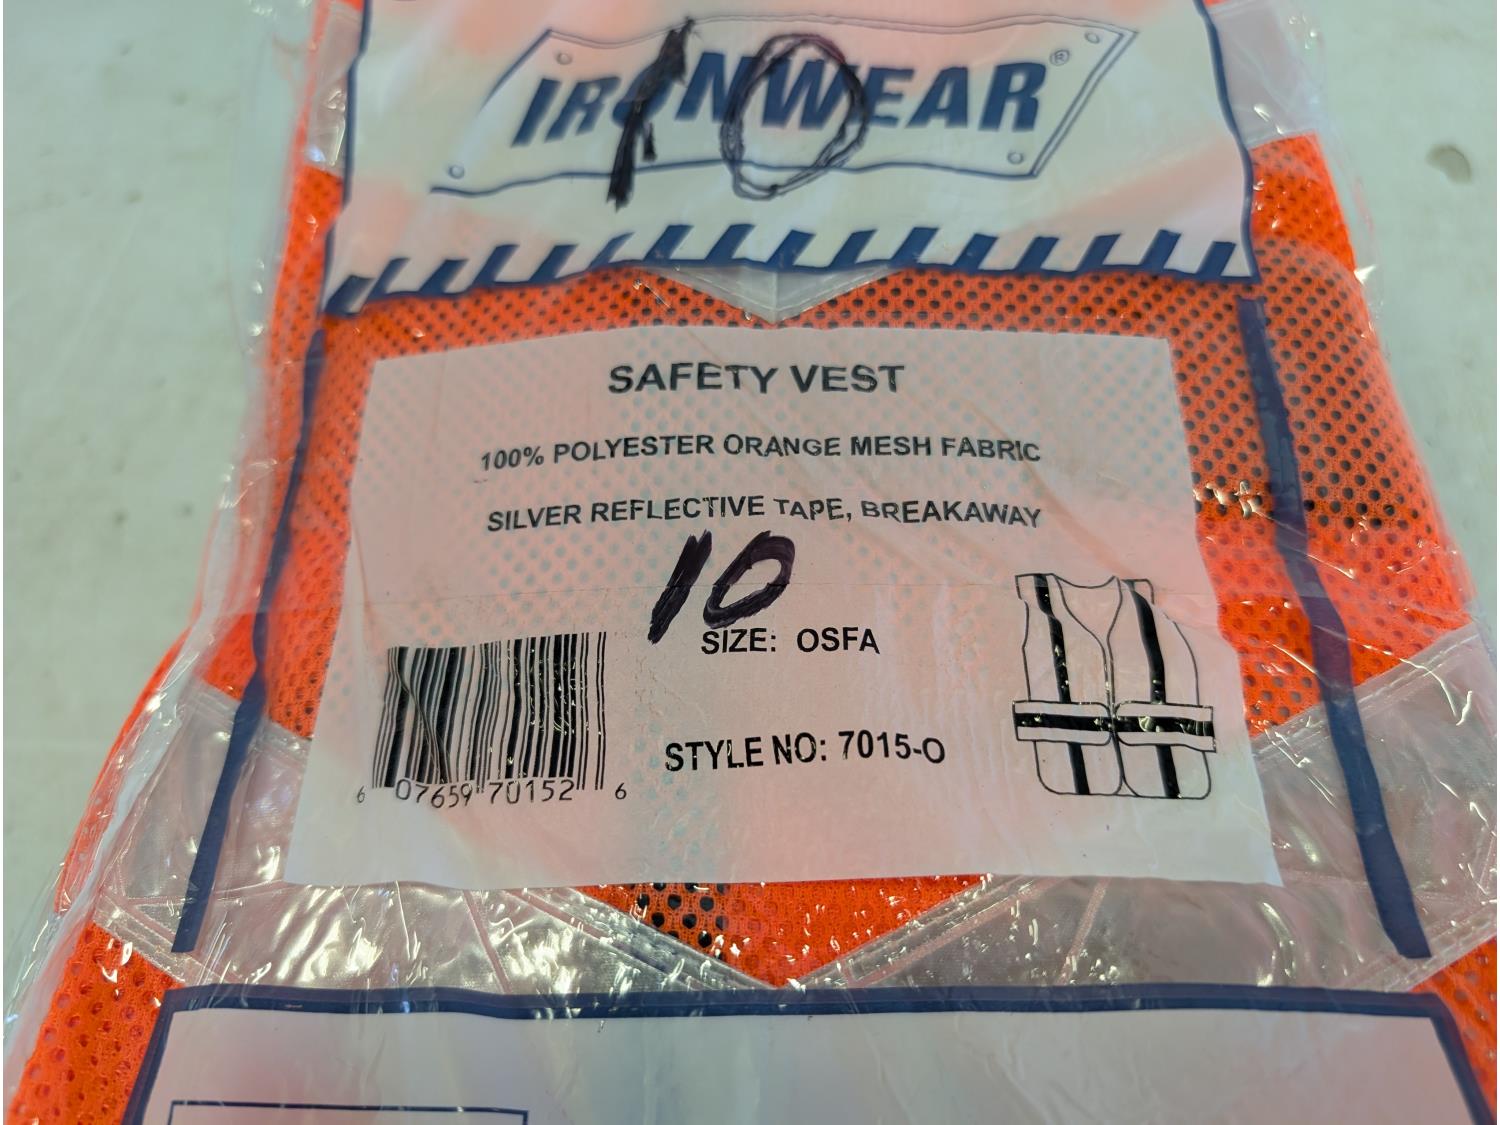 IRONWEAR®
10
SAFETY VEST
100% POLYESTER ORANGE MESH FABRIC
SILVER REFLECTIVE TAPE, BREAKAWAY
10
SIZE: OSFA
STYLE NO: 7015-O
6 07659 70152 6